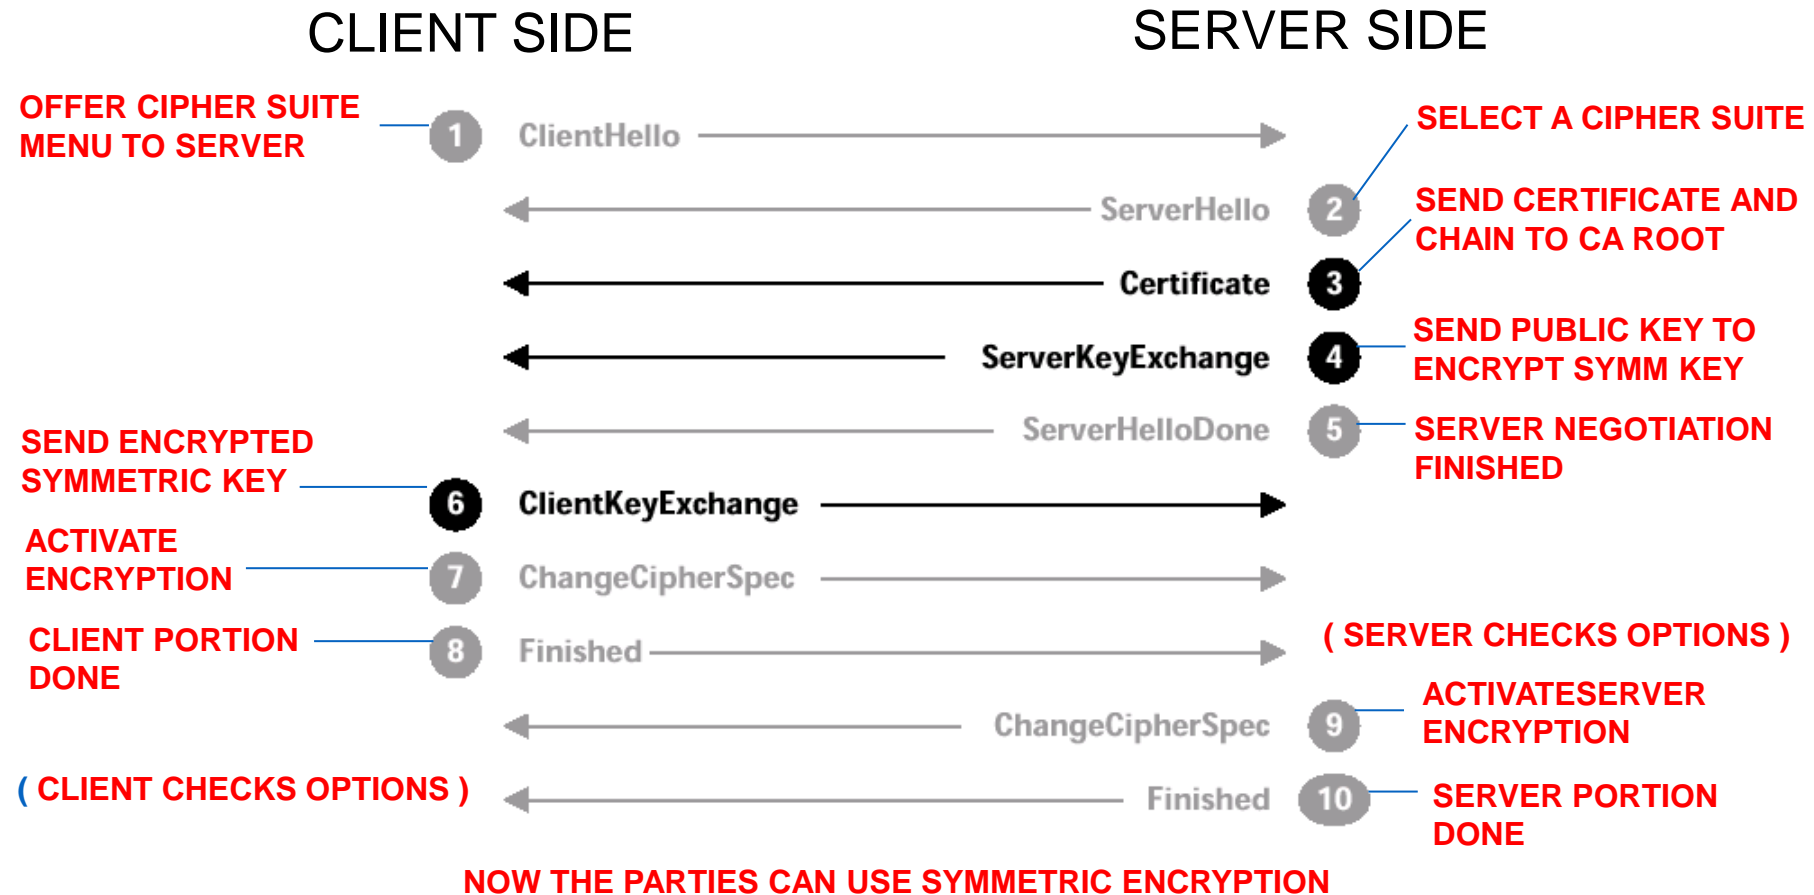 CLIENT SIDE
SERVER SIDE
OFFER CIPHER SUITE
MENU TO SERVER
1 ClientHello
SELECT A CIPHER SUITE
ServerHello 2
SEND CERTIFICATE AND
CHAIN TO CA ROOT
Certificate 3
SEND PUBLIC KEY TO
ENCRYPT SYMM KEY
ServerKeyExchange 4
ServerHelloDone 5
SERVER NEGOTIATION
FINISHED
SEND ENCRYPTED
SYMMETRIC KEY
6 ClientKeyExchange
ACTIVATE
ENCRYPTION
7 ChangeCipherSpec
CLIENT PORTION
DONE
8 Finished
( SERVER CHECKS OPTIONS )
ChangeCipherSpec 9
ACTIVATESERVER
ENCRYPTION
( CLIENT CHECKS OPTIONS )
Finished 10
SERVER PORTION
DONE
NOW THE PARTIES CAN USE SYMMETRIC ENCRYPTION